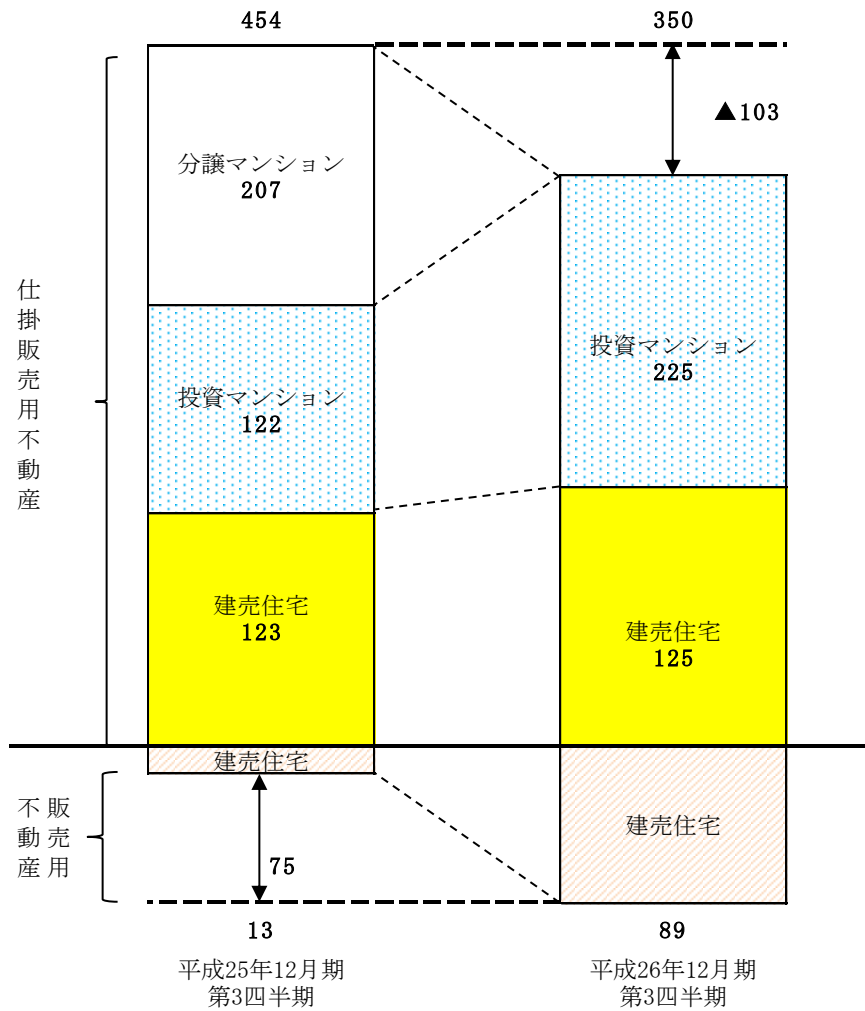 454
350
▲103
分譲マンション
207
仕掛販売用不動産
投資マンション
122
投資マンション
225
建売住宅
123
建売住宅
125
建売住宅
建売住宅
販売用
不動産
75
13
89
平成25年12月期
第3四半期
平成26年12月期
第3四半期